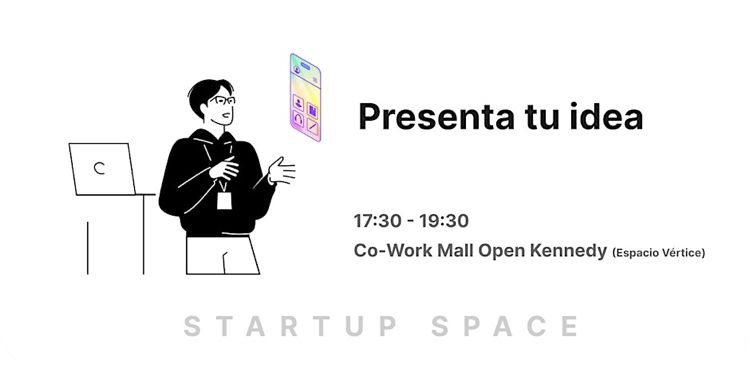 Presenta tu idea
17:30 - 19:30
Co-Work Mall Open Kennedy (Espacio Vértice)
STARTUP SPACE